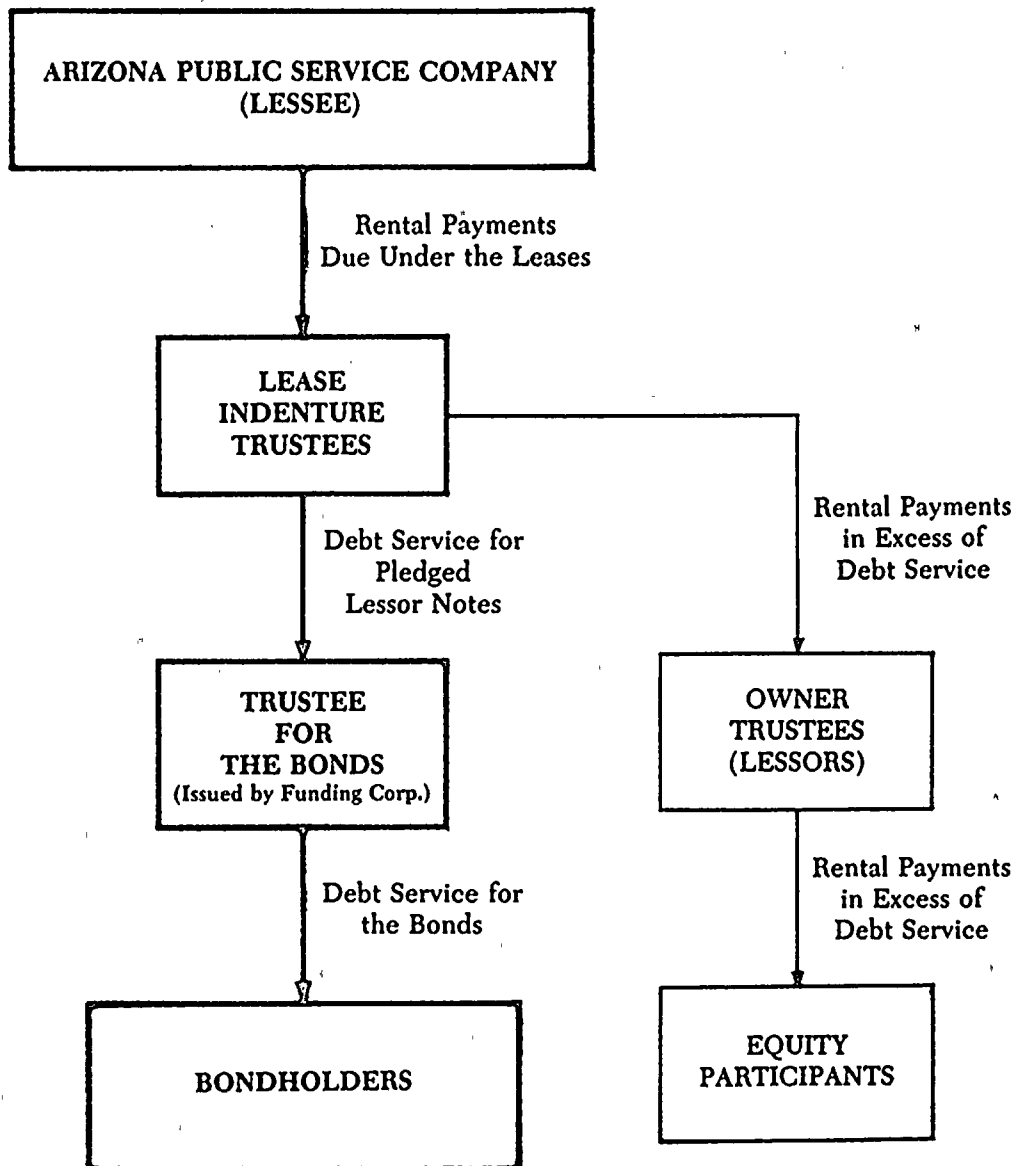 ARIZONA PUBLIC SERVICE COMPANY
(LESSEE)
Rental Payments
Due Under the Leases
LEASE
INDENTURE
TRUSTEES
Debt Service for
Pledged
Lessor Notes
Rental Payments
in Excess of
Debt Service
TRUSTEE
FOR
THE BONDS
(Issued by Funding Corp.)
OWNER
TRUSTEES
(LESSORS)
Debt Service for
the Bonds
Rental Payments
in Excess of
Debt Service
BONDHOLDERS
EQUITY
PARTICIPANTS